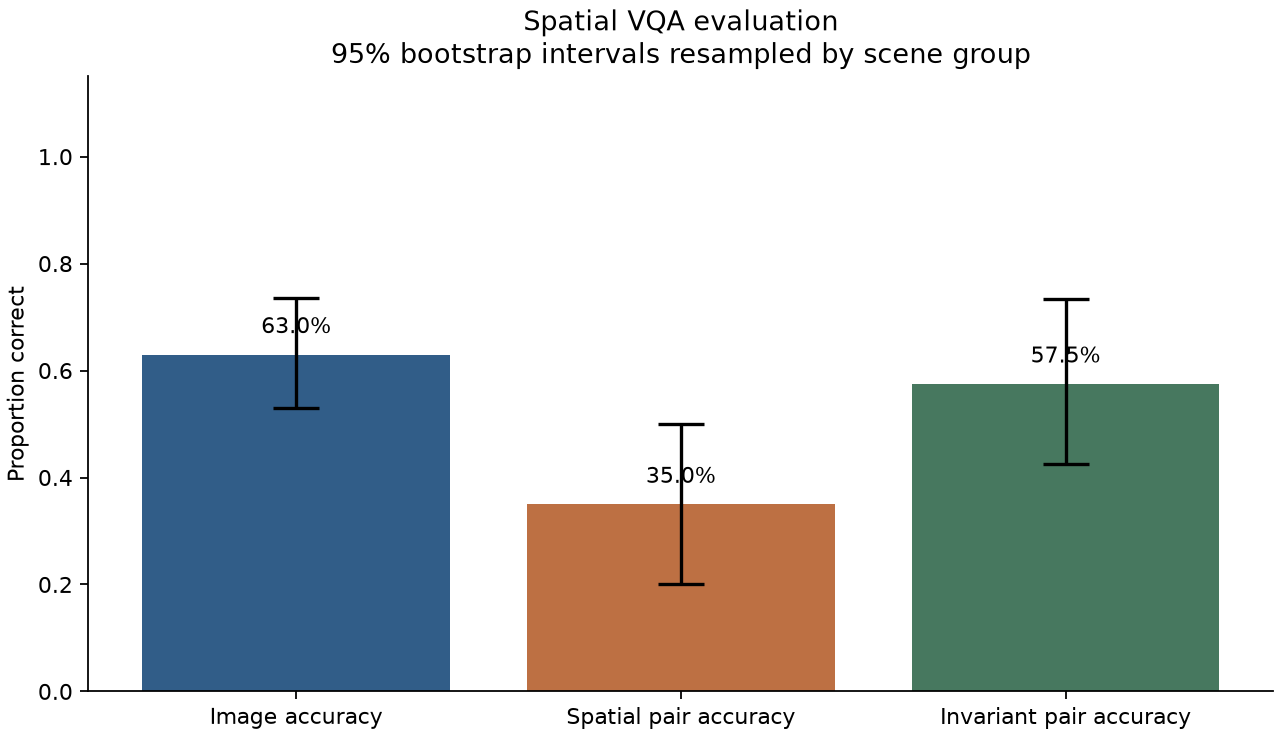 Spatial VQA evaluation
95% bootstrap intervals resampled by scene group
Proportion correct
1.0
0.8
0.6
0.4
0.2
0.0
63.0%
35.0%
57.5%
Image accuracy
Spatial pair accuracy
Invariant pair accuracy